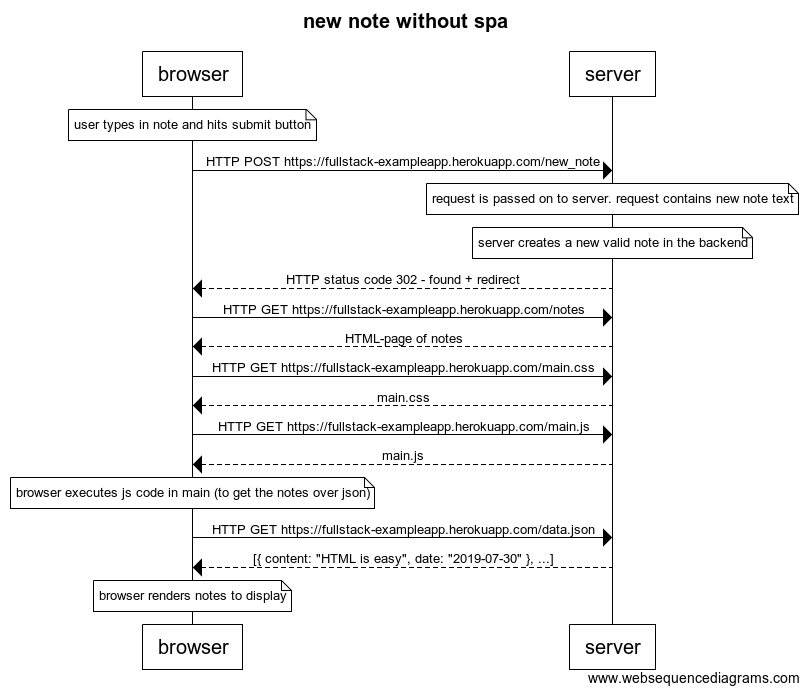 new note without spa
browser
server
user types in note and hits submit button
HTTP POST https://fullstack-exampleapp.herokuapp.com/new_note
request is passed on to server. request contains new note text
server creates a new valid note in the backend
HTTP status code 302 - found + redirect
HTTP GET https://fullstack-exampleapp.herokuapp.com/notes
HTML-page of notes
HTTP GET https://fullstack-exampleapp.herokuapp.com/main.css
main.css
HTTP GET https://fullstack-exampleapp.herokuapp.com/main.js
main.js
browser executes js code in main (to get the notes over json)
HTTP GET https://fullstack-exampleapp.herokuapp.com/data.json
[{ content: "HTML is easy", date: "2019-07-30" }, ...]
browser renders notes to display
browser
server
www.websequencediagrams.com